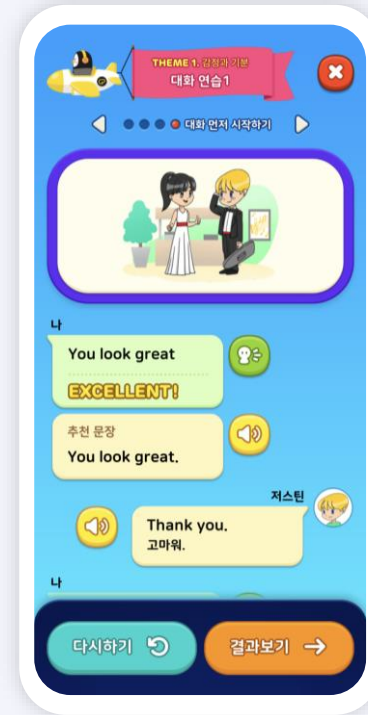 THEME 1. 감정과 기분
대화 연습1
대화 먼저 시작하기
나
You look great
EXCELLENT!
추천 문장
You look great.
저스틴
Thank you.
고마워.
나
다시하기
결과보기